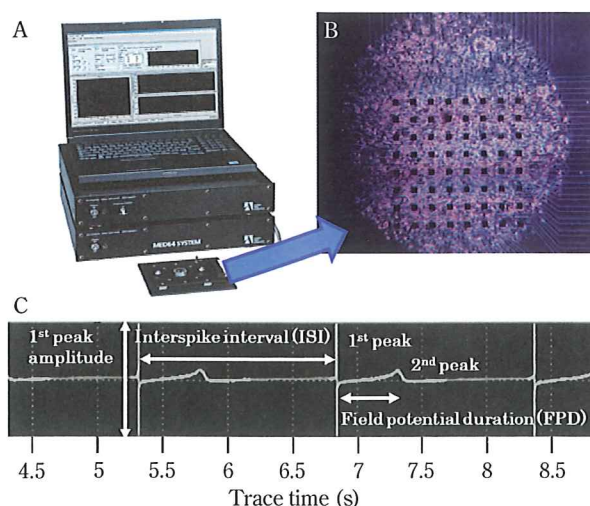 A
B
MED64 SYSTEM
C
1st peak
amplitude
Interspike interval (ISI)
1st peak
2nd peak
Field potential duration (FPD)
4.5 5 5.5 6 6.5 7 7.5 8 8.5
Trace time (s)